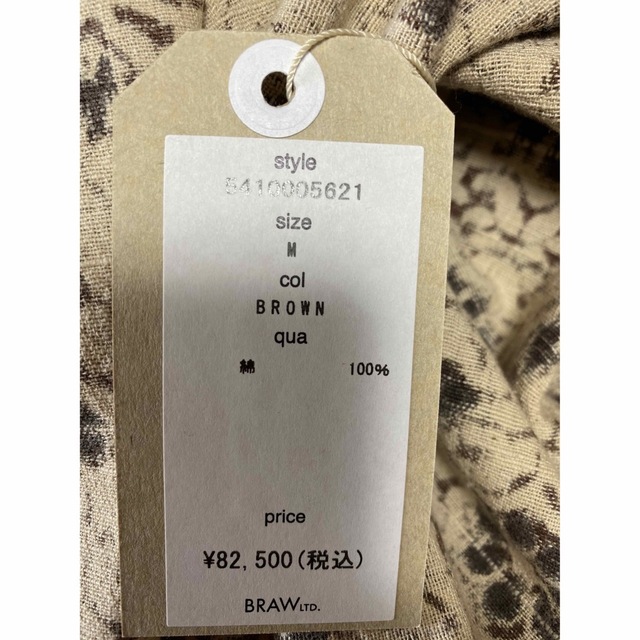 style
5410005621
size
M
col
BROWN
qua
綿 100%
price
¥82,500(税込)
BRAW LTD.